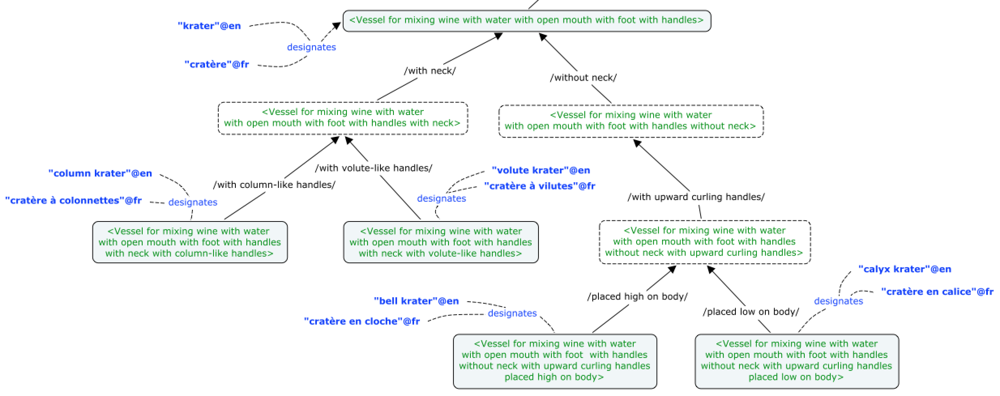 <Vessel for mixing wine with water with open mouth with foot with handles>
"krater"@en
designates
"cratère"@fr
/with neck/
/without neck/
<Vessel for mixing wine with water
with open mouth with foot with handles with neck>
<Vessel for mixing wine with water
with open mouth with foot with handles without neck>
/with volute-like handles/
/with column-like handles/
"column krater"@en
"cratère à colonnettes"@fr
designates
"volute krater"@en
"cratère à vilutes"@fr
designates
/with upward curling handles/
<Vessel for mixing wine with water
with open mouth with foot with handles
with neck with column-like handles>
<Vessel for mixing wine with water
with open mouth with foot with handles
with neck with volute-like handles>
<Vessel for mixing wine with water
with open mouth with foot with handles
without neck with upward curling handles>
"calyx krater"@en
"cratère en calice"@fr
designates
/placed high on body/
/placed low on body/
"bell krater"@en
designates
"cratère en cloche"@fr
<Vessel for mixing wine with water
with open mouth with foot  with handles
without neck with upward curling handles
placed high on body>
<Vessel for mixing wine with water
with open mouth with foot with handles
without neck with upward curling handles
placed low on body>